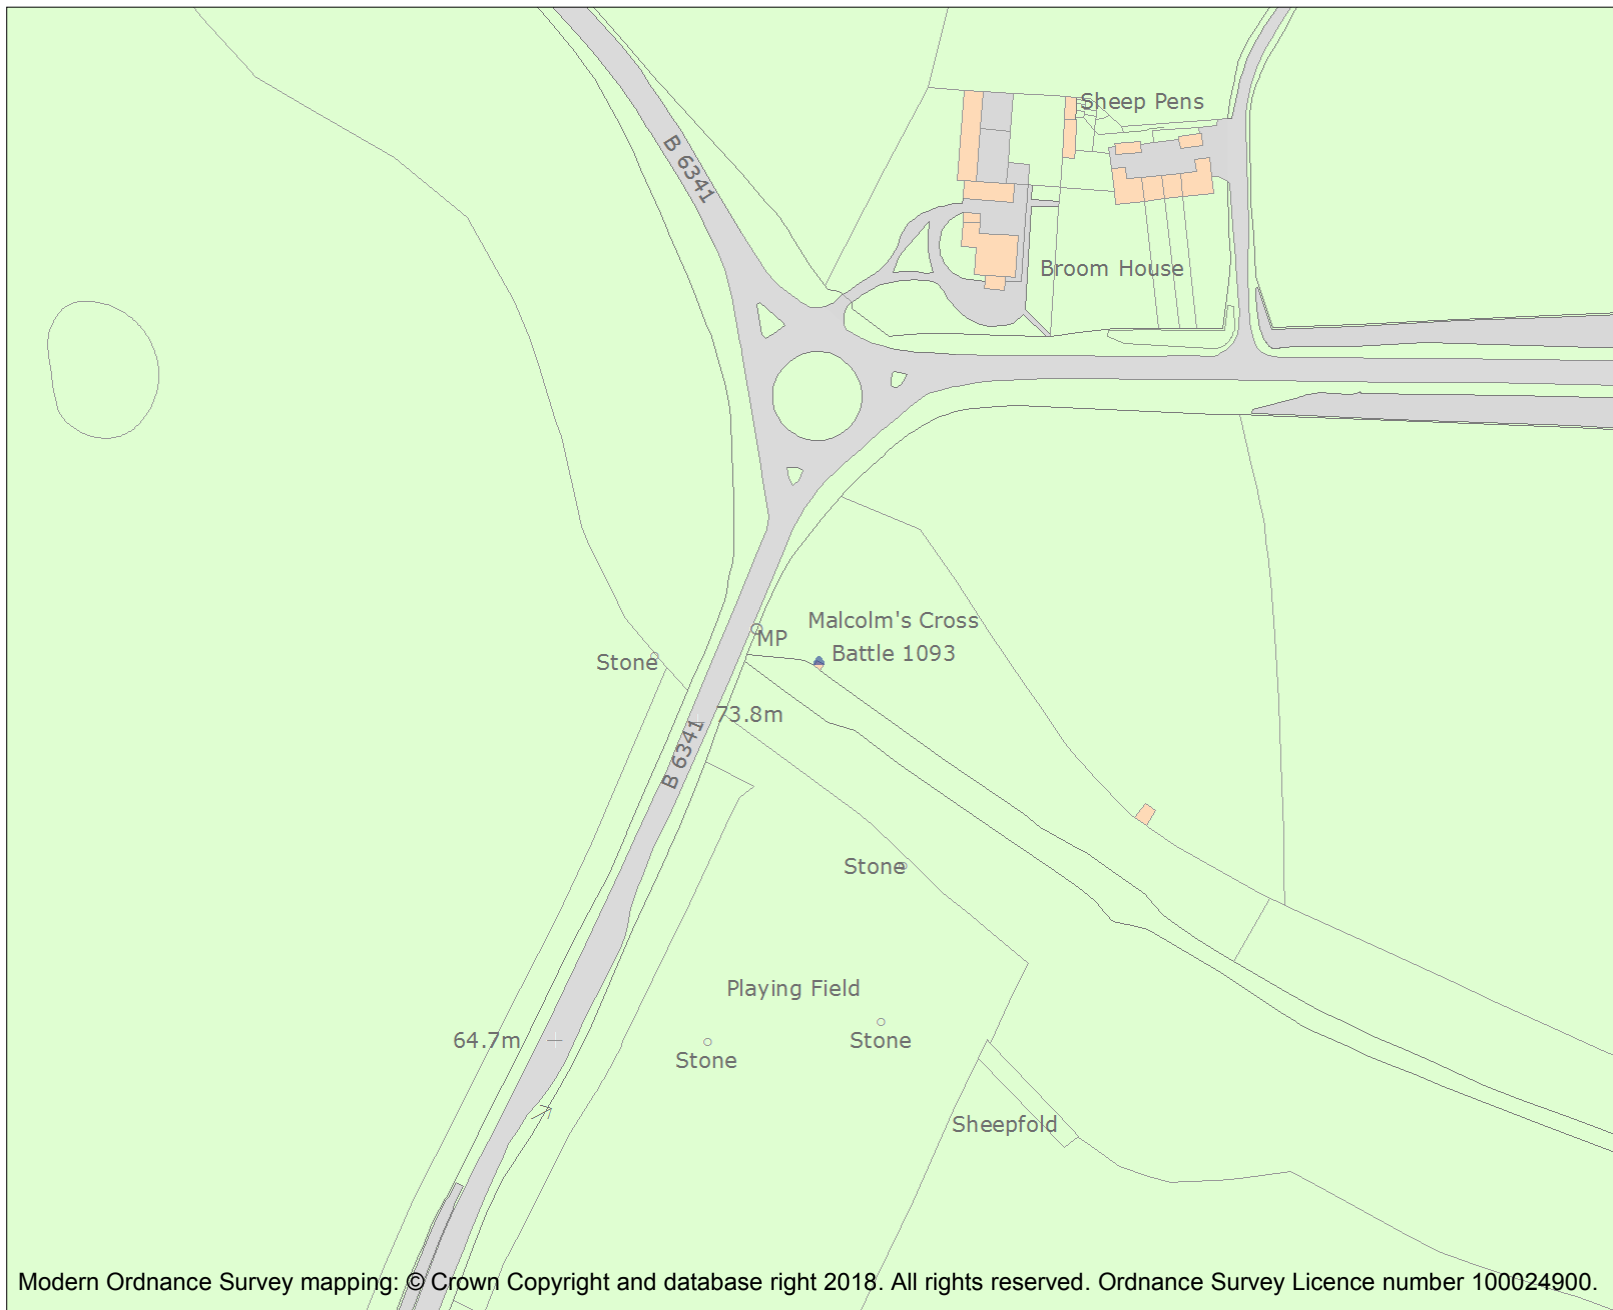 Sheep Pens
B 6341
Broom House
Malcolm's Cross
MP
Battle 1093
Stone
73.8m
B 6341
Stone
Playing Field
64.7m
Stone
Stone
Sheepfold
Modern Ordnance Survey mapping: © Crown Copyright and database right 2018. All rights reserved. Ordnance Survey Licence number 100024900.